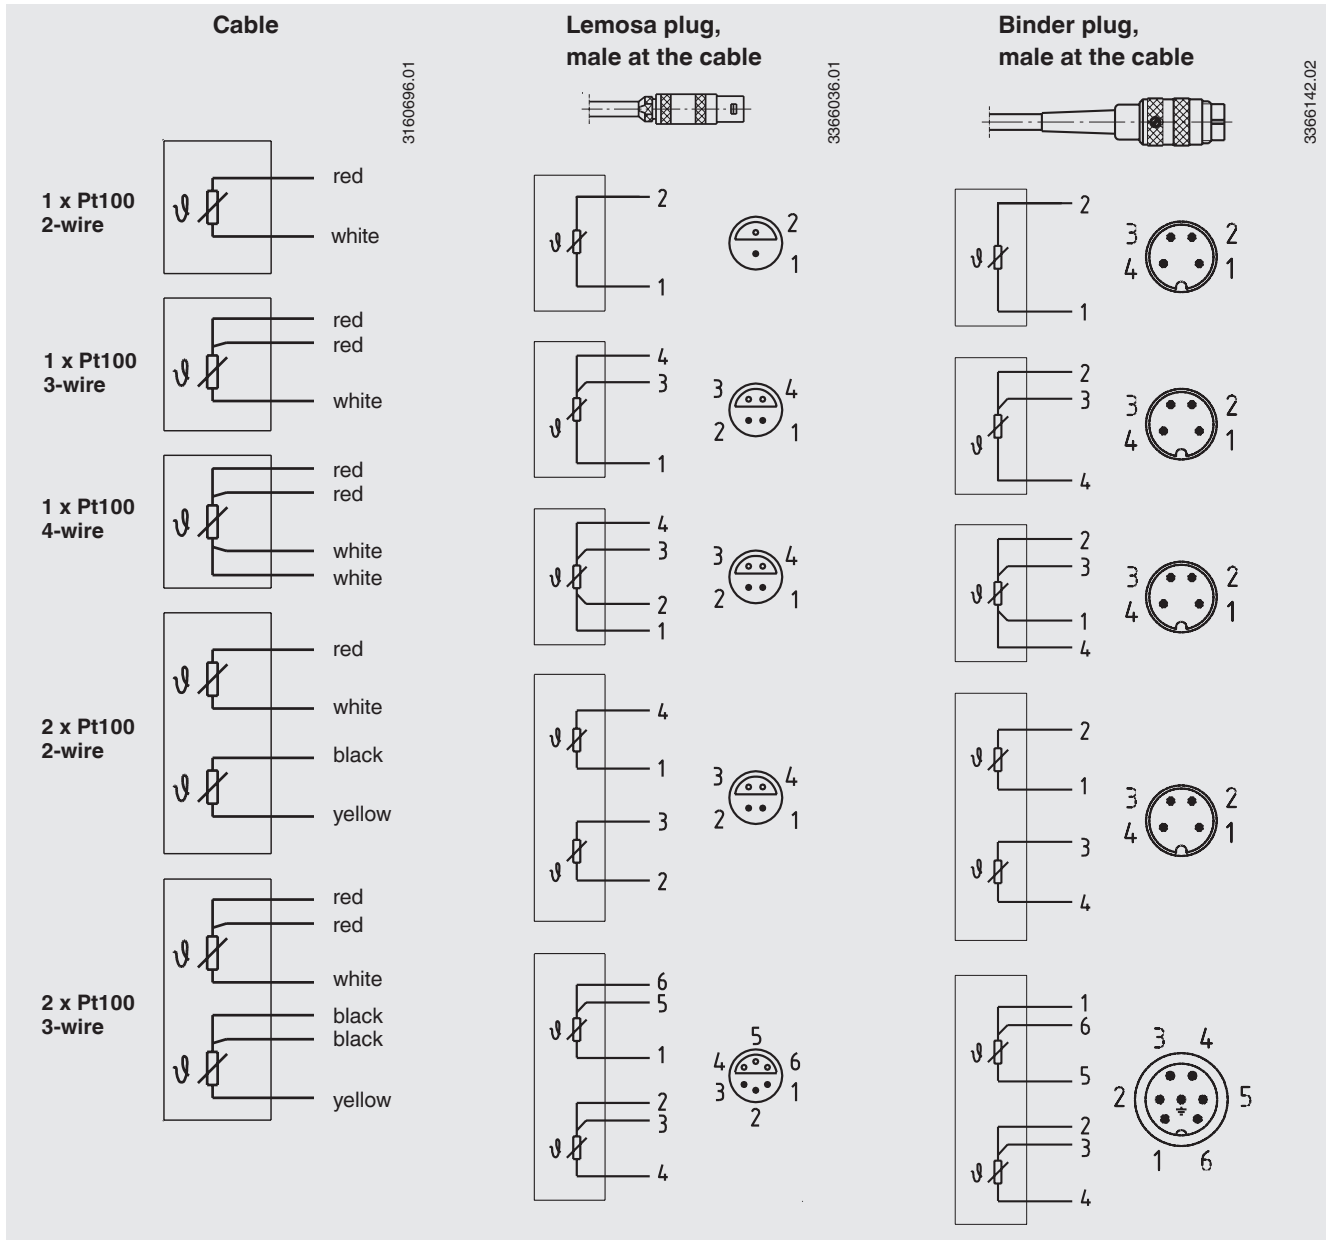 Cable
Lemosa plug,
male at the cable
Binder plug,
male at the cable
3160696.01
3366036.01
3366142.02
1 x Pt100
2-wire
red
white
2
1
2
1
2
1
3
2
4
1
1 x Pt100
3-wire
red
red
white
4
3
1
3
4
2
1
2
3
4
3
2
4
1
1 x Pt100
4-wire
red
red
white
white
4
3
2
1
3
4
2
1
2
3
1
4
3
2
4
1
2 x Pt100
2-wire
red
white
black
yellow
4
1
3
2
3
4
2
1
2
1
3
4
3
2
4
1
2 x Pt100
3-wire
red
red
white
black
black
yellow
6
5
1
2
3
4
5
4
6
3
1
2
1
6
5
2
3
4
3
4
2
5
1
6